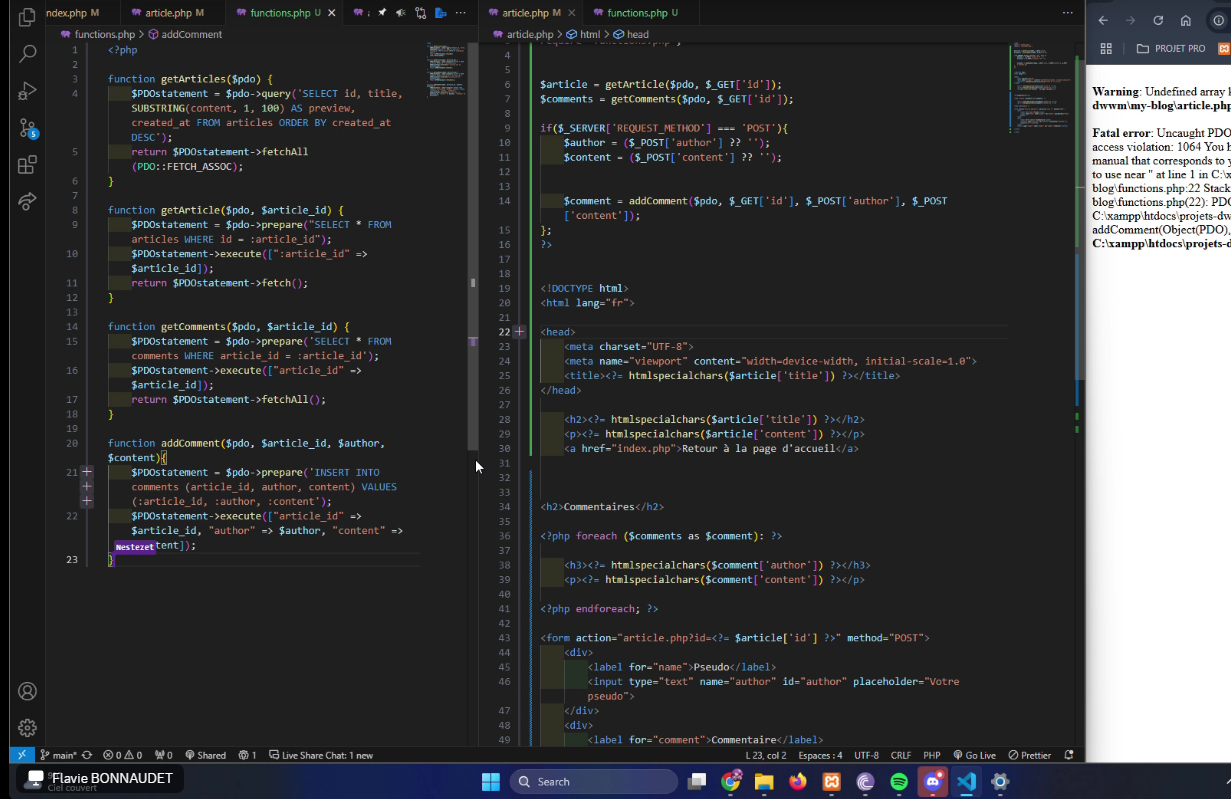 index.php M
article.php M
functions.php U
functions.php > addComment
1 <?php
2
3 function getArticles($pdo) {
4 $PDOstatement = $pdo->query('SELECT id, title,
SUBSTRING(content, 1, 100) AS preview,
created_at FROM articles ORDER BY created_at
DESC');
5 return $PDOstatement->fetchAll
(PDO::FETCH_ASSOC);
6 }
7
8 function getArticle($pdo, $article_id) {
9 $PDOstatement = $pdo->prepare("SELECT * FROM
articles WHERE id = :article_id");
10 $PDOstatement->execute([":article_id" =>
$article_id]);
11 return $PDOstatement->fetch();
12 }
13
14 function getComments($pdo, $article_id) {
15 $PDOstatement = $pdo->prepare('SELECT * FROM
comments WHERE article_id = :article_id');
16 $PDOstatement->execute(["article_id" =>
$article_id]);
17 return $PDOstatement->fetchAll();
18 }
19
20 function addComment($pdo, $article_id, $author,
$content){
21 $PDOstatement = $pdo->prepare('INSERT INTO
comments (article_id, author, content) VALUES
(:article_id, :author, :content');
22 $PDOstatement->execute(["article_id" =>
$article_id, "author" => $author, "content" =>
Nestezet tent]);
23 }
article.php M
functions.php U
article.php > html > head
4
5
6 $article = getArticle($pdo, $_GET['id']);
7 $comments = getComments($pdo, $_GET['id']);
8
9 if($_SERVER['REQUEST_METHOD'] === 'POST'){
10 $author = ($_POST['author'] ?? '');
11 $content = ($_POST['content'] ?? '');
12
13
14 $comment = addComment($pdo, $_GET['id'], $_POST['author'], $_POST
['content']);
15 };
16 ?>
17
18
19 <!DOCTYPE html>
20 <html lang="fr">
21
22 <head>
23 <meta charset="UTF-8">
24 <meta name="viewport" content="width=device-width, initial-scale=1.0">
25 <title><?= htmlspecialchars($article['title']) ?></title>
26 </head>
27
28 <h2><?= htmlspecialchars($article['title']) ?></h2>
29 <p><?= htmlspecialchars($article['content']) ?></p>
30 <a href="index.php">Retour à la page d'accueil</a>
31
32
33
34 <h2>Commentaires</h2>
35
36 <?php foreach ($comments as $comment): ?>
37
38 <h3><?= htmlspecialchars($comment['author']) ?></h3>
39 <p><?= htmlspecialchars($comment['content']) ?></p>
40
41 <?php endforeach; ?>
42
43 <form action="article.php?id=<?= $article['id'] ?>" method="POST">
44 <div>
45 <label for="name">Pseudo</label>
46 <input type="text" name="author" id="author" placeholder="Votre
pseudo">
47 </div>
48 <div>
49 <label for="comment">Commentaire</label>
PROJET PRO
Warning: Undefined array k
dwwm\my-blog\article.php
Fatal error: Uncaught PDO
access violation: 1064 You h
manual that corresponds to y
to use near '' at line 1 in C:\x
blog\functions.php:22 Stack
blog\functions.php(22): PDO
C:\xampp\htdocs\projets-dw
addComment(Object(PDO),
C:\xampp\htdocs\projets-d
5
main* 0 0 0 Shared 1 Live Share Chat: 1 new
L 23, col 2 Espaces : 4 UTF-8 CRLF PHP Go Live Prettier
Flavie BONNAUDET
Ciel couvert
Search